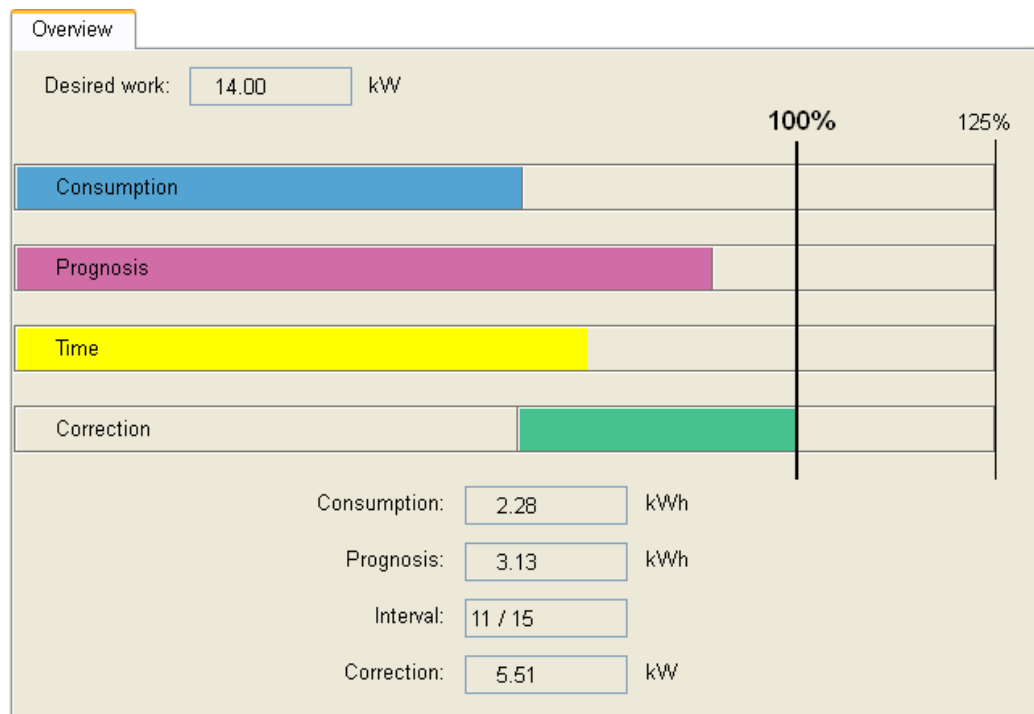 Overview
Desired work: 14.00 kW
100% 125%
Consumption
Prognosis
Time
Correction
Consumption: 2.28 kWh
Prognosis: 3.13 kWh
Interval: 11 / 15
Correction: 5.51 kW